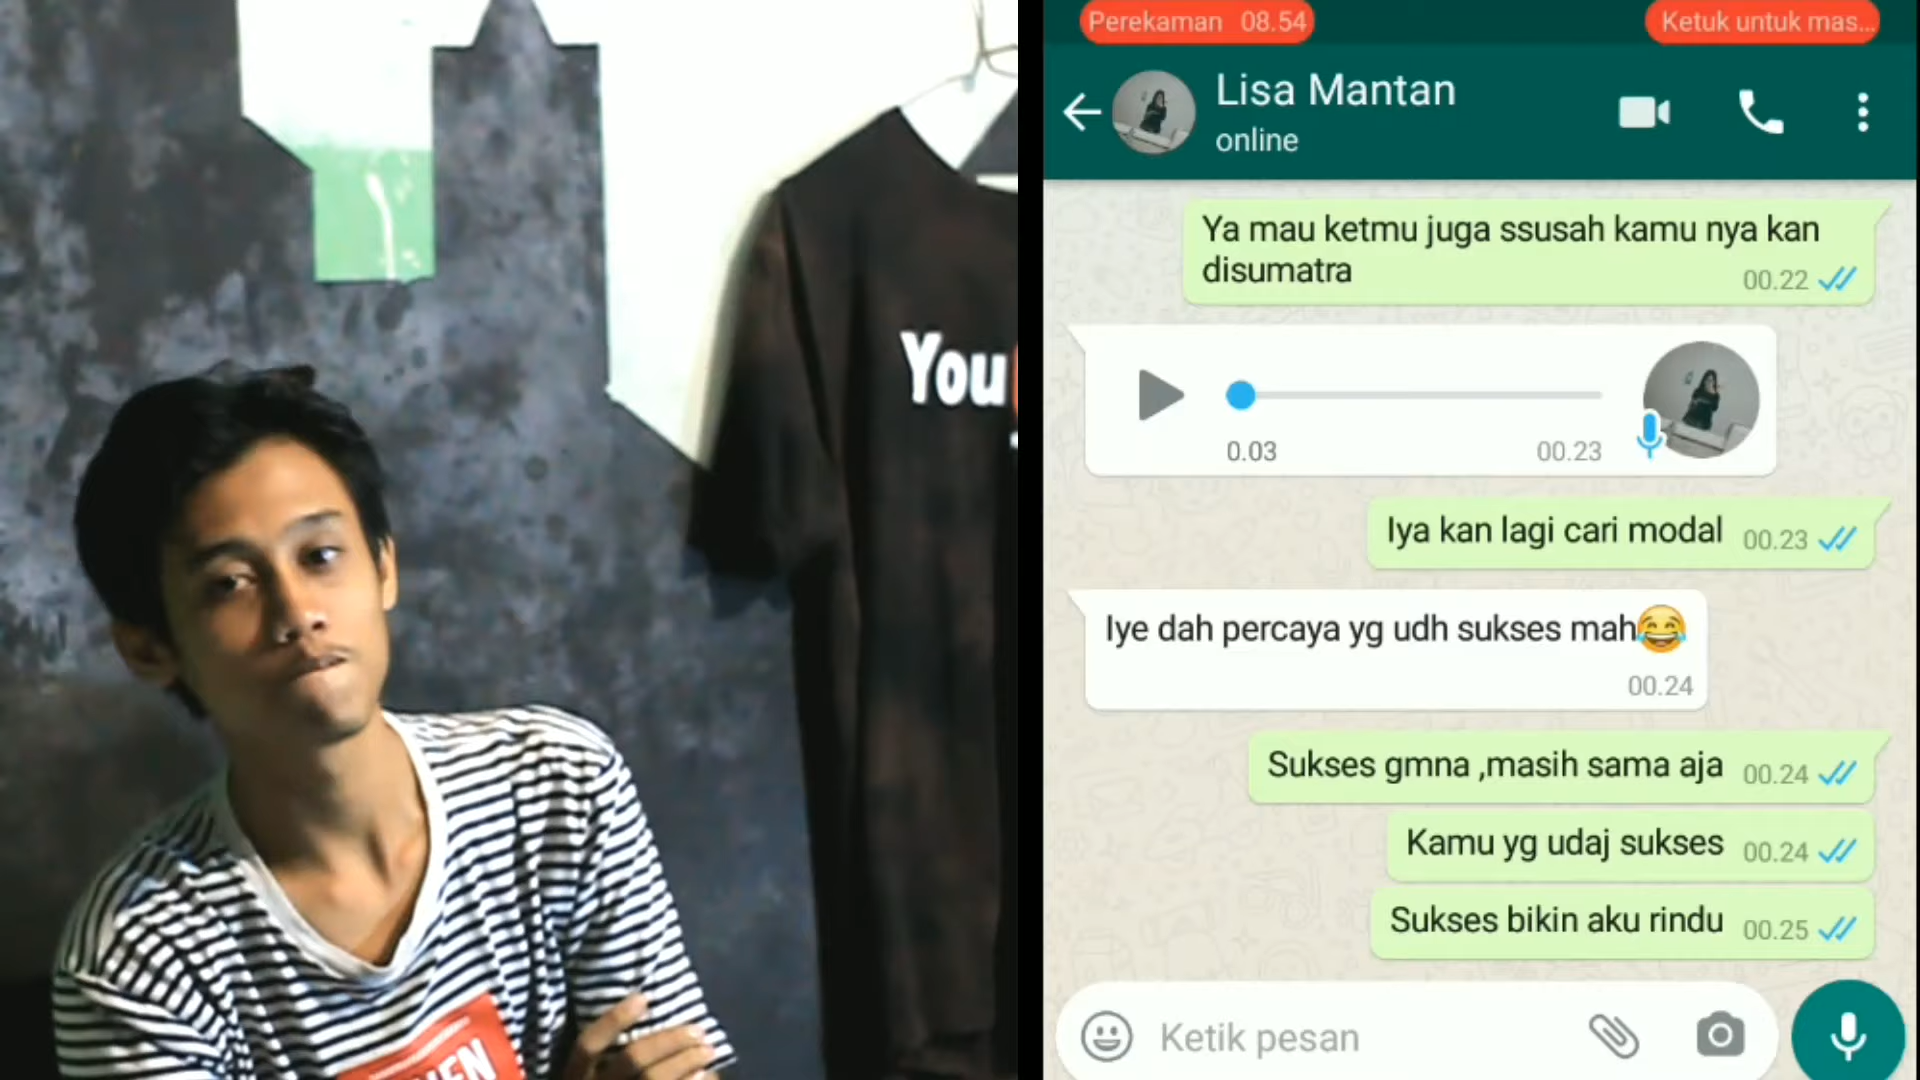 You
Perekaman 08.54
Ketuk untuk mas...
Lisa Mantan
online
Ya mau ketmu juga ssusah kamu nya kan
disumatra
00.22
0.03
00.23
Iya kan lagi cari modal
00.23
Iye dah percaya yg udh sukses mah😂
00.24
Sukses gmna ,masih sama aja
00.24
Kamu yg udaj sukses
00.24
Sukses bikin aku rindu
00.25
Ketik pesan